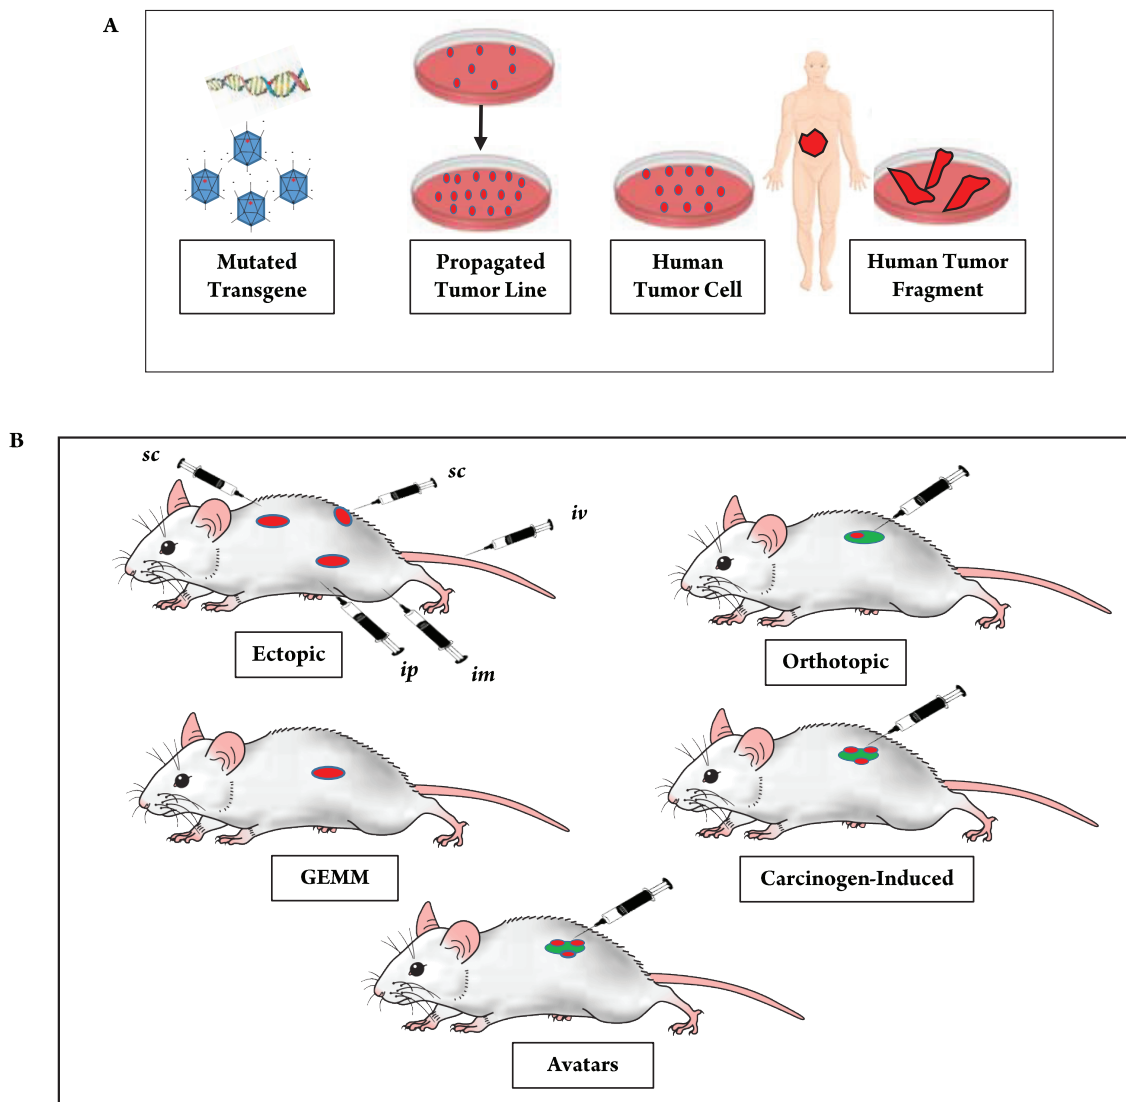 A
Mutated
Transgene
Propagated
Tumor Line
Human
Tumor Cell
Human Tumor
Fragment
B
sc
sc
iv
ip
im
Ectopic
Orthotopic
GEMM
Carcinogen-Induced
Avatars